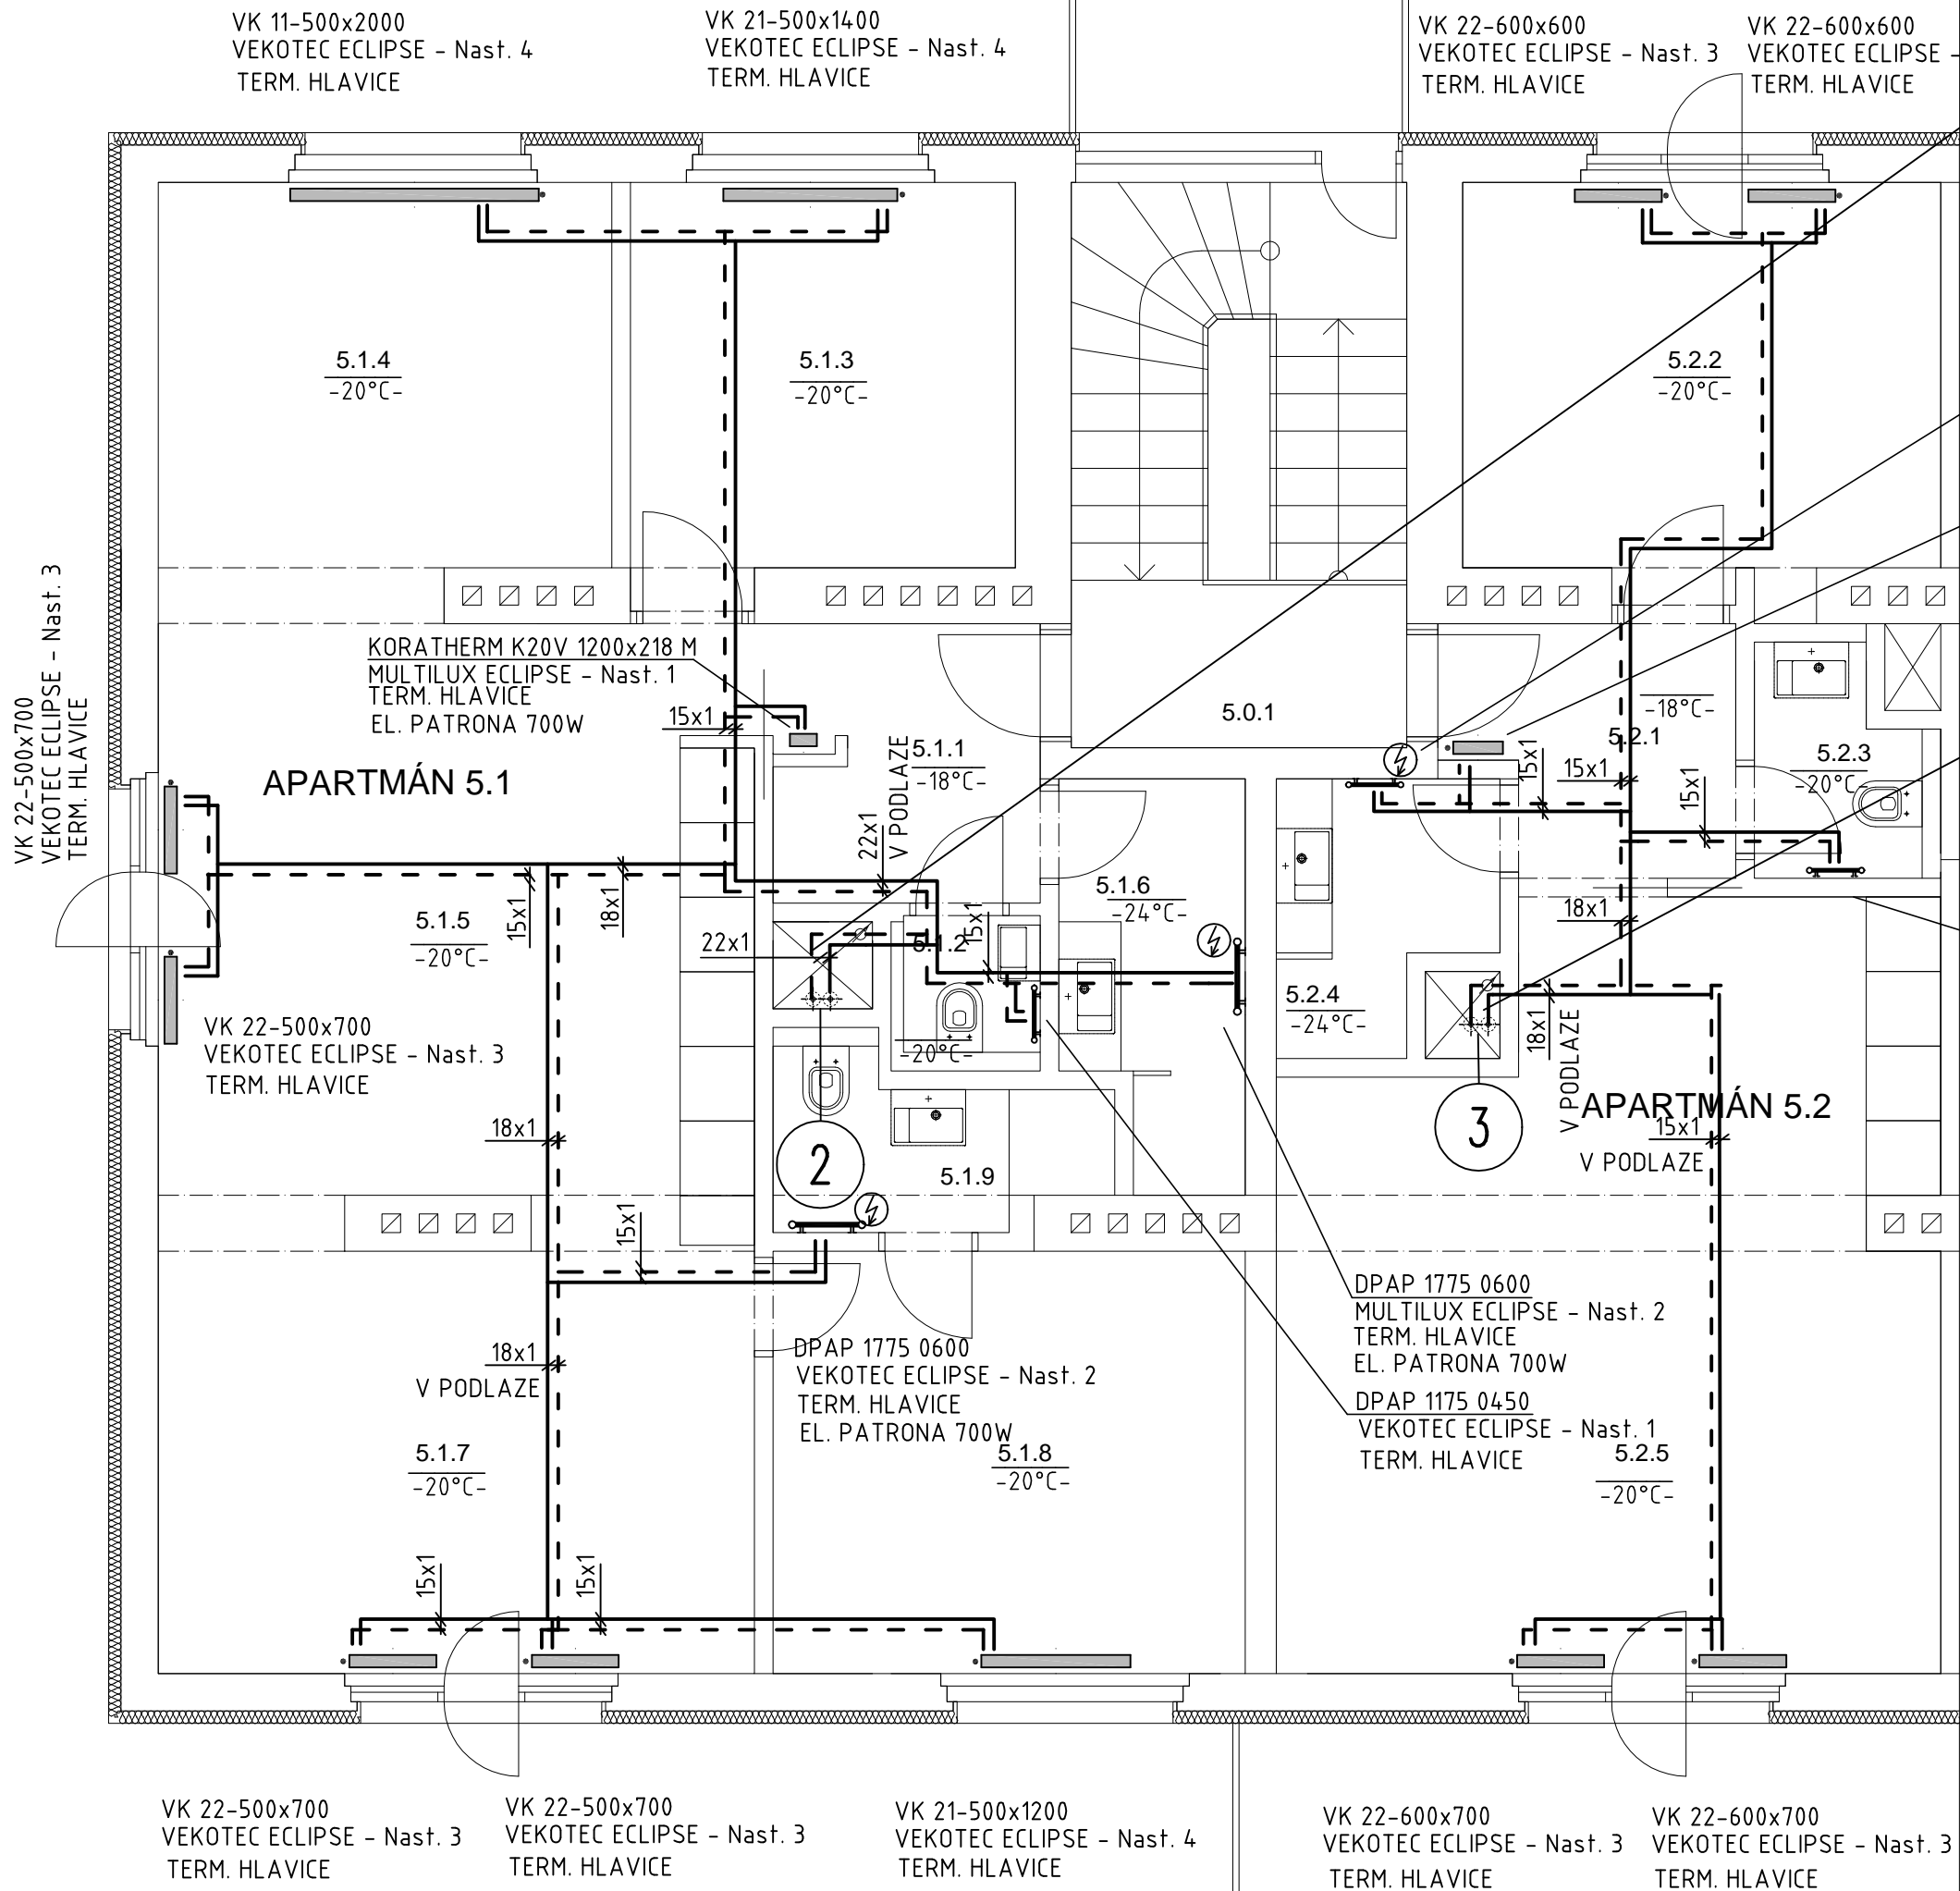 VK 11-500x2000
VEKOTEC ECLIPSE - Nast. 4
TERM. HLAVICE
VK 21-500x1400
VEKOTEC ECLIPSE - Nast. 4
TERM. HLAVICE
VK 22-600x600
VEKOTEC ECLIPSE - Nast. 3
TERM. HLAVICE
VK 22-600x600
VEKOTEC ECLIPSE -
TERM. HLAVICE
5.1.4
-20°C-
5.1.3
-20°C-
5.2.2
-20°C-
VK 22-500x700
VEKOTEC ECLIPSE - Nast. 3
TERM. HLAVICE
KORATHERM K20V 1200x218 M
MULTILUX ECLIPSE - Nast. 1
TERM. HLAVICE
EL. PATRONA 700W
15x1
APARTMÁN 5.1
5.1.1
-18°C-
22x1
V PODLAZE
5.0.1
-18°C-
5.2.1
15x1
15x1
15x1
5.2.3
-20°C-
5.1.5
-20°C-
15x1
18x1
22x1
5.1.2
-20°C-
15x1
5.1.6
-24°C-
5.2.4
-24°C-
18x1
18x1
V PODLAZE
VK 22-500x700
VEKOTEC ECLIPSE - Nast. 3
TERM. HLAVICE
18x1
2
3
APARTMÁN 5.2
15x1
V PODLAZE
5.1.9
15x1
18x1
V PODLAZE
DPAP 1775 0600
VEKOTEC ECLIPSE - Nast. 2
TERM. HLAVICE
EL. PATRONA 700W
DPAP 1775 0600
MULTILUX ECLIPSE - Nast. 2
TERM. HLAVICE
EL. PATRONA 700W
DPAP 1175 0450
VEKOTEC ECLIPSE - Nast. 1
TERM. HLAVICE
5.1.7
-20°C-
5.1.8
-20°C-
5.2.5
-20°C-
15x1
15x1
VK 22-500x700
VEKOTEC ECLIPSE - Nast. 3
TERM. HLAVICE
VK 22-500x700
VEKOTEC ECLIPSE - Nast. 3
TERM. HLAVICE
VK 21-500x1200
VEKOTEC ECLIPSE - Nast. 4
TERM. HLAVICE
VK 22-600x700
VEKOTEC ECLIPSE - Nast. 3
TERM. HLAVICE
VK 22-600x700
VEKOTEC ECLIPSE - Nast. 3
TERM. HLAVICE